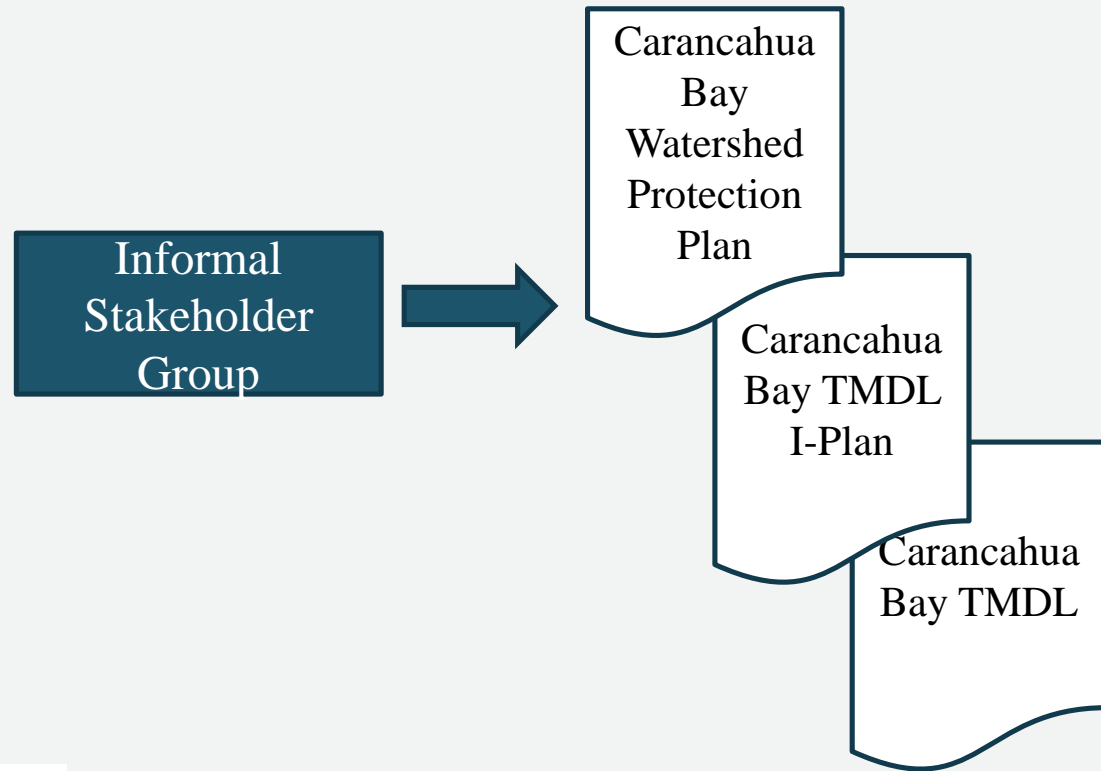 Carancahua
Bay
Watershed
Protection
Plan
Informal
Stakeholder
Group
Carancahua
Bay TMDL
I-Plan
Carancahua
Bay TMDL